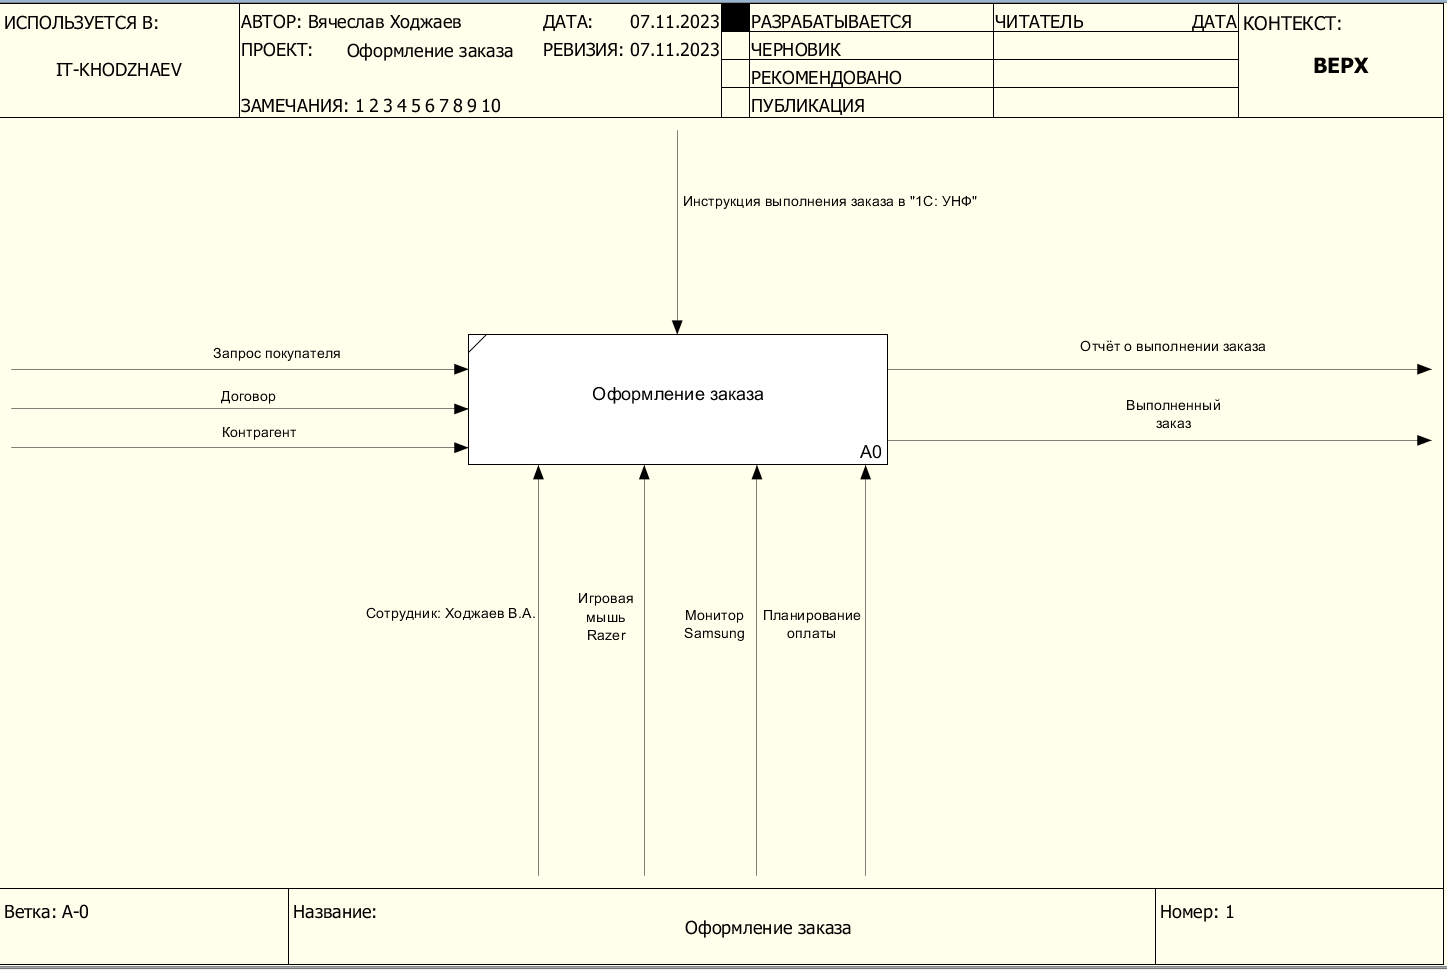 ИСПОЛЬЗУЕТСЯ В:
IT-KHODZHAEV
АВТОР: Вячеслав Ходжаев
ДАТА: 07.11.2023
ПРОЕКТ: Оформление заказа
РЕВИЗИЯ: 07.11.2023
ЗАМЕЧАНИЯ: 1 2 3 4 5 6 7 8 9 10
РАЗРАБАТЫВАЕТСЯ
ЧЕРНОВИК
РЕКОМЕНДОВАНО
ПУБЛИКАЦИЯ
ЧИТАТЕЛЬ
ДАТА
КОНТЕКСТ:
ВЕРХ
Инструкция выполнения заказа в "1С: УНФ"
Запрос покупателя
Договор
Контрагент
Оформление заказа
A0
Отчёт о выполнении заказа
Выполненный
заказ
Сотрудник: Ходжаев В.А.
Игровая
мышь
Razer
Монитор
Samsung
Планирование
оплаты
Ветка: A-0
Название:
Оформление заказа
Номер: 1